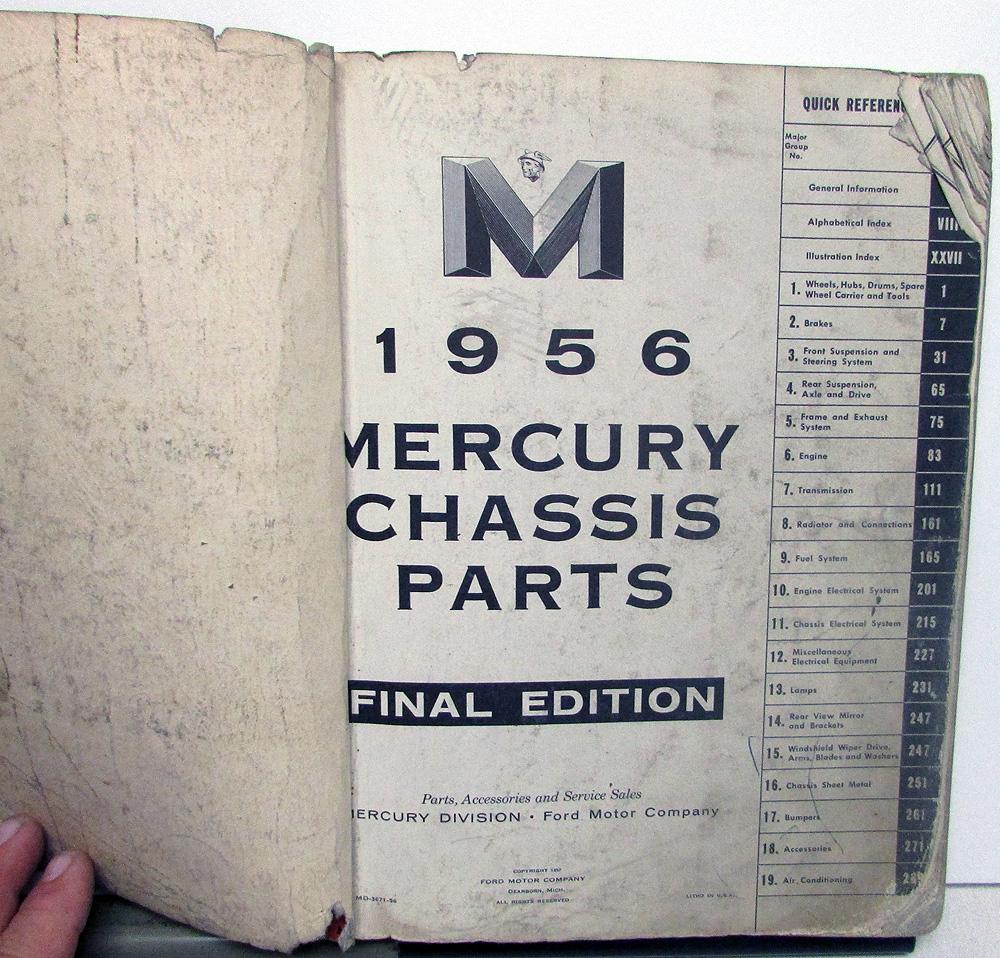 M
1956
MERCURY
CHASSIS
PARTS
FINAL EDITION
Parts, Accessories and Service Sales
MERCURY DIVISION • Ford Motor Company
COPYRIGHT 1957
FORD MOTOR COMPANY
DEARBORN, MICH.
ALL RIGHTS RESERVED
MD-3671-56
LITHO IN U.S.A.
QUICK REFEREN
Major
Group
No.
General Information
Alphabetical Index VIII
Illustration Index XXVII
1. Wheels, Hubs, Drums, Spare
Wheel Carrier and Tools 1
2. Brakes 7
3. Front Suspension and
Steering System 31
4. Rear Suspension,
Axle and Drive 65
5. Frame and Exhaust
System 75
6. Engine 83
7. Transmission 111
8. Radiator and Connections 161
9. Fuel System 165
10. Engine Electrical System 201
11. Chassis Electrical System 215
12. Miscellaneous
Electrical Equipment 227
13. Lamps 231
14. Rear View Mirror
and Brackets 247
15. Windshield Wiper Drive,
Arms, Blades and Washers 247
16. Chassis Sheet Metal 251
17. Bumpers 261
18. Accessories 271
19. Air Conditioning